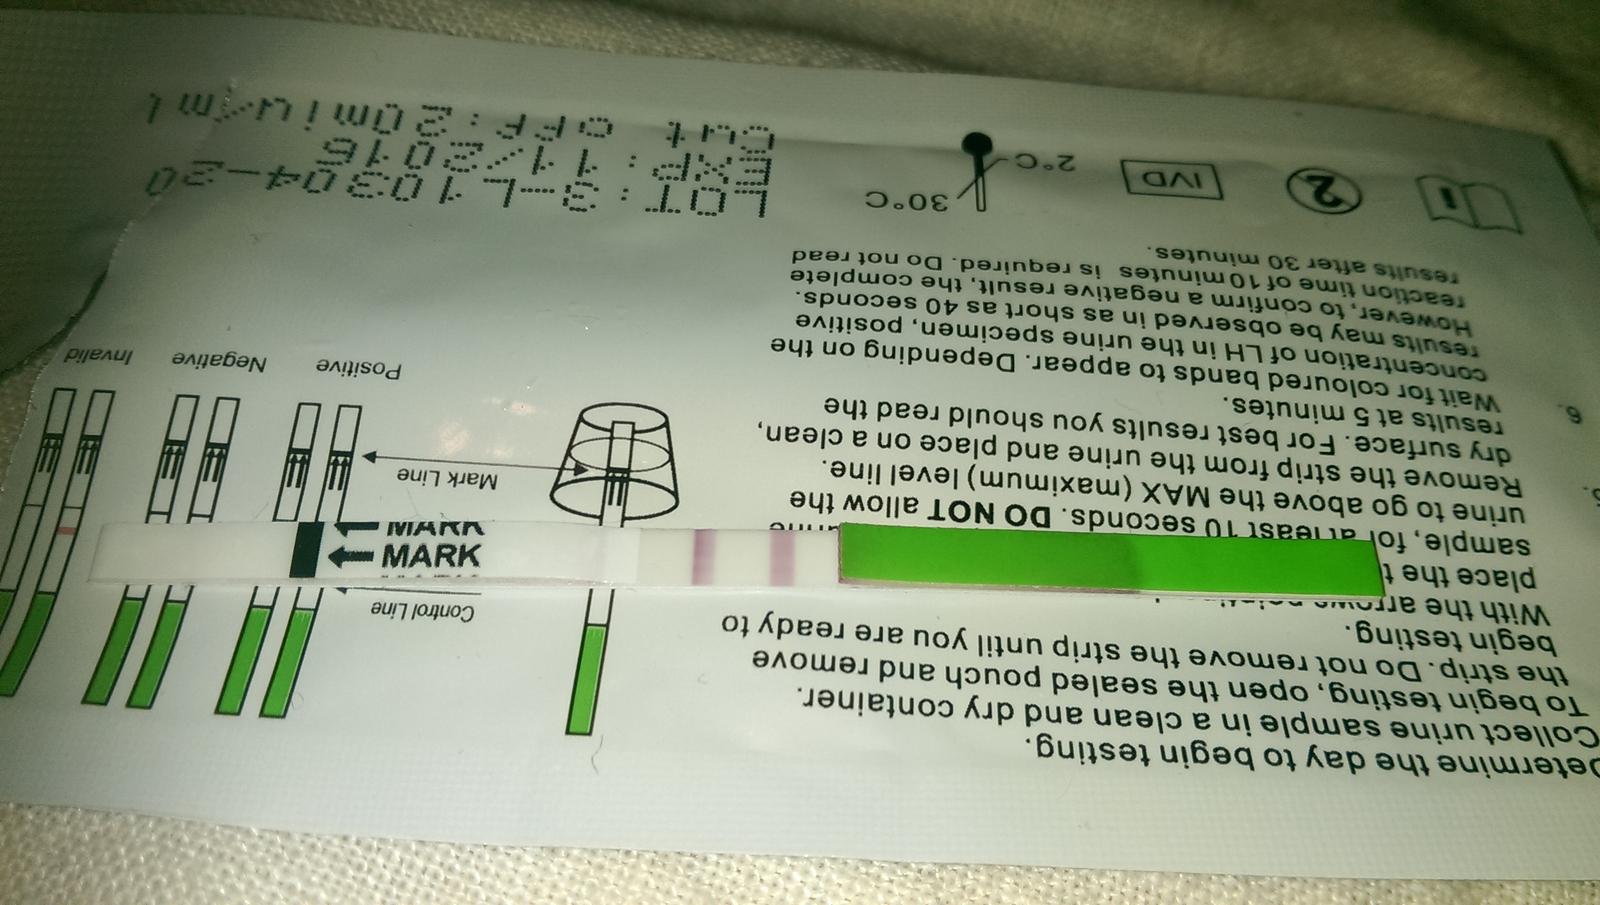 Determine the day to begin testing.
Collect urine sample in a clean and dry container.
To begin testing, open the sealed pouch and remove
the strip. Do not remove the strip until you are ready to
begin testing.
With the arrows
place the
sample, for at least 10 seconds. DO NOT allow the
urine to go above the MAX (maximum) level line.
5.
Remove the strip from the urine and place on a clean,
dry surface. For best results you should read the
results at 5 minutes.
6.
Wait for coloured bands to appear. Depending on the
concentration of LH in the urine specimen, positive
results may be observed in as short as 40 seconds.
However, to confirm a negative result, the complete
reaction time of 10 minutes is required. Do not read
results after 30 minutes.
Control Line
Mark Line
Positive
Negative
Invalid
i
2
IVD
2°C
30°C
LOT: 3-L10304-20
EXP: 11/2016
Cut OFF: 20miu/ml
MARK
MARK